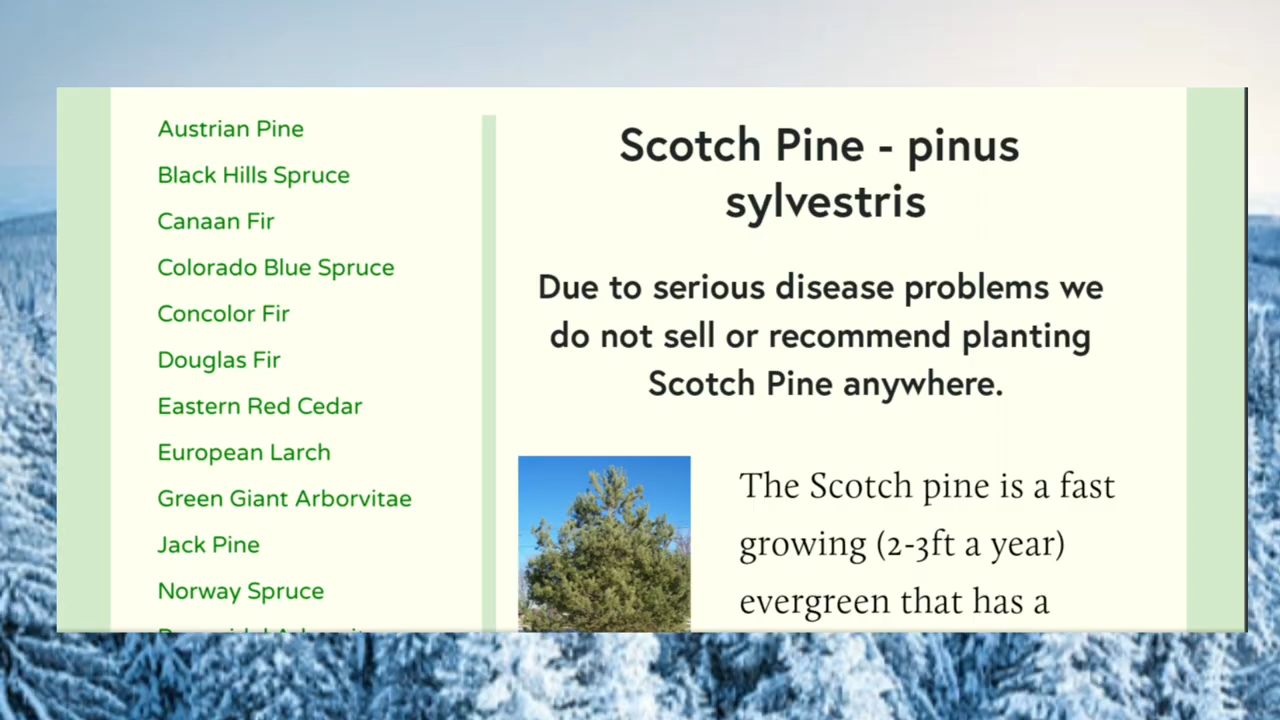 Austrian Pine
Black Hills Spruce
Canaan Fir
Colorado Blue Spruce
Concolor Fir
Douglas Fir
Eastern Red Cedar
European Larch
Green Giant Arborvitae
Jack Pine
Norway Spruce
Scotch Pine - pinus
sylvestris
Due to serious disease problems we
do not sell or recommend planting
Scotch Pine anywhere.
The Scotch pine is a fast
growing (2-3ft a year)
evergreen that has a